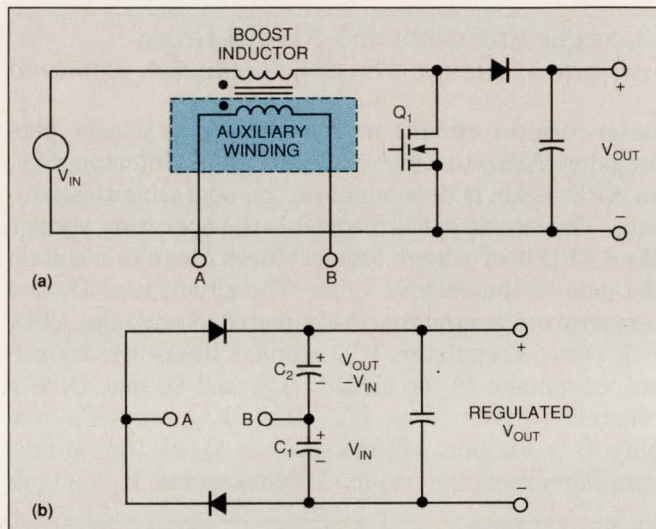 BOOST
INDUCTOR
AUXILIARY
WINDING
Q1
VIN
VOUT
+
−
A
B
(a)
+
C2
−
VOUT
−VIN
A
B
+
C1
−
VIN
REGULATED
VOUT
+
−
(b)